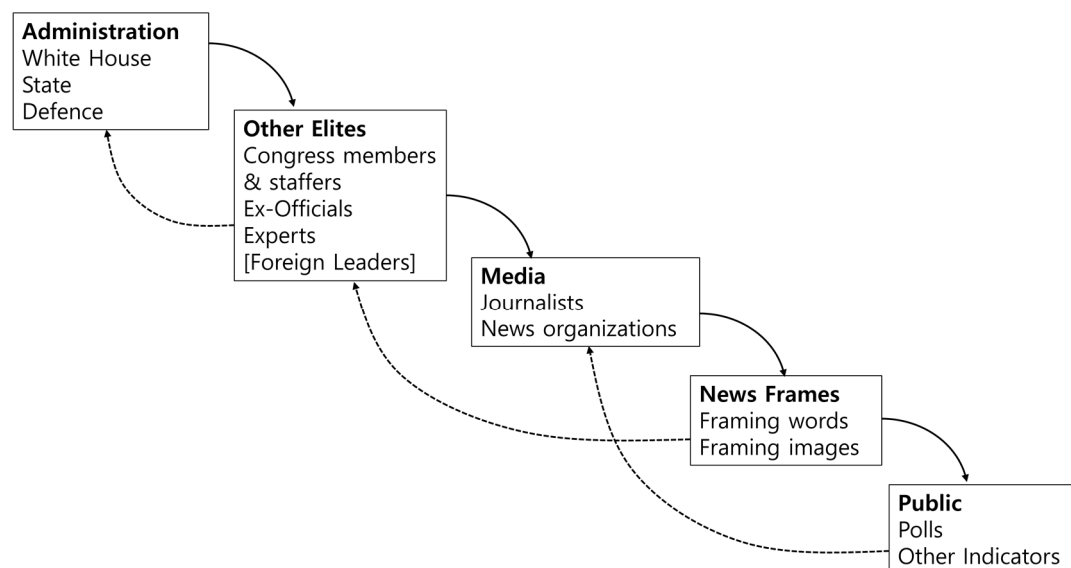 Administration
White House
State
Defence
Other Elites
Congress members
& staffers
Ex-Officials
Experts
[Foreign Leaders]
Media
Journalists
News organizations
News Frames
Framing words
Framing images
Public
Polls
Other Indicators